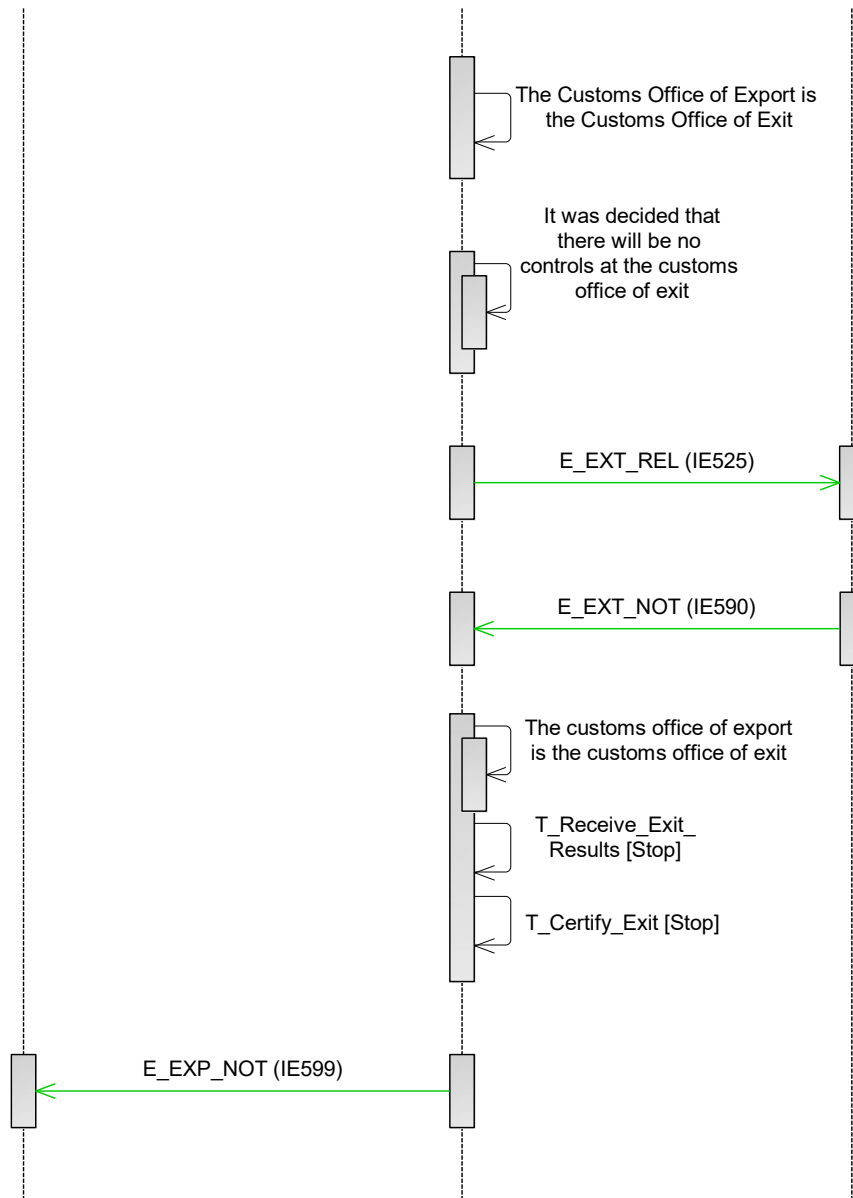 The Customs Office of Export is
the Customs Office of Exit
It was decided that
there will be no
controls at the customs
office of exit
E_EXT_REL (IE525)
E_EXT_NOT (IE590)
The customs office of export
is the customs office of exit
T_Receive_Exit_
Results [Stop]
T_Certify_Exit [Stop]
E_EXP_NOT (IE599)